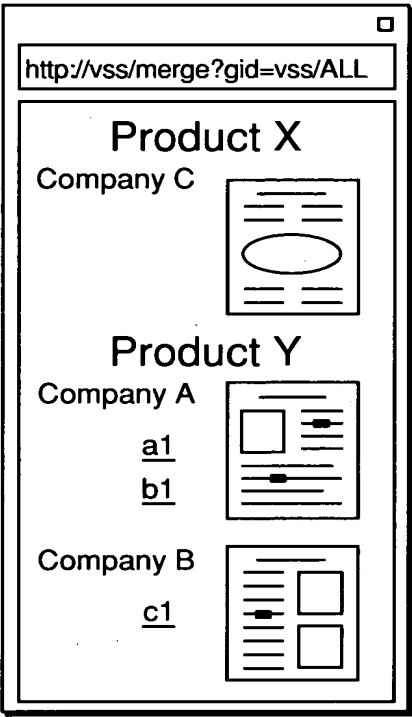 http://vss/merge?gid=vss/ALL
Product X
Company C
Product Y
Company A
a1
b1
Company B
c1